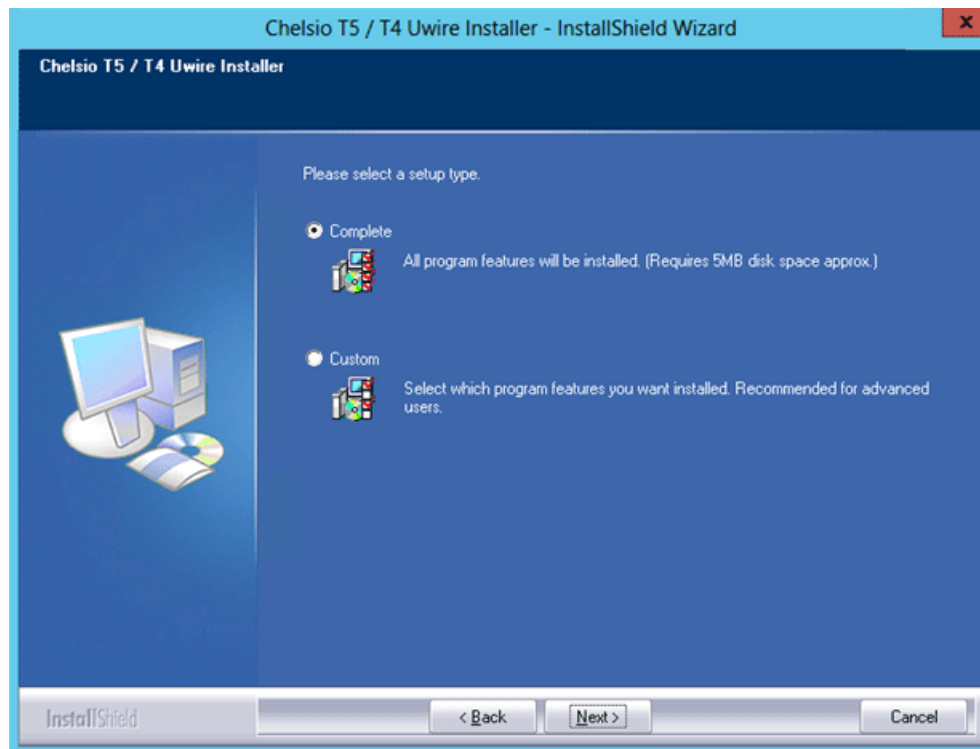 Chelsio T5 / T4 Uwire Installer - InstallShield Wizard
x
Chelsio T5 / T4 Uwire Installer
Please select a setup type.
Complete
All program features will be installed. (Requires 5MB disk space approx.)
Custom
Select which program features you want installed. Recommended for advanced
users.
InstallShield
< Back
Next >
Cancel